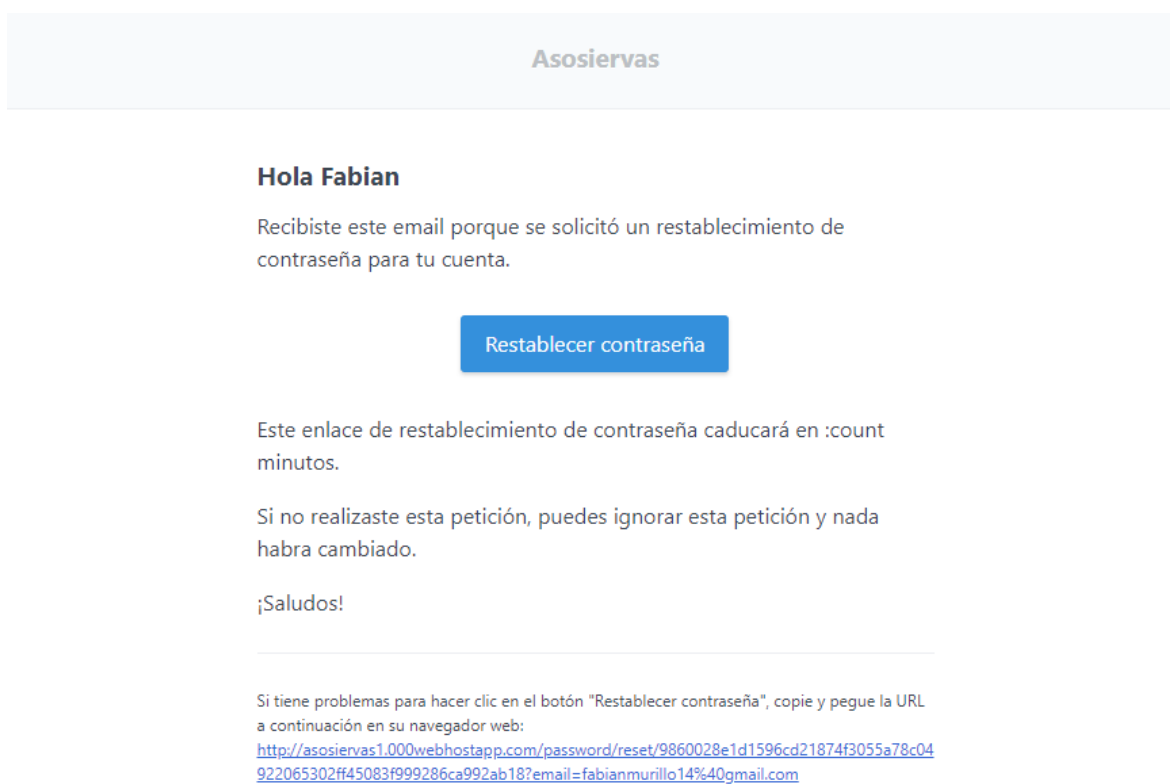 Asosiervas
Hola Fabian
Recibiste este email porque se solicitó un restablecimiento de
contraseña para tu cuenta.
Restablecer contraseña
Este enlace de restablecimiento de contraseña caducará en :count
minutos.
Si no realizaste esta petición, puedes ignorar esta petición y nada
habra cambiado.
¡Saludos!
Si tiene problemas para hacer clic en el botón "Restablecer contraseña", copie y pegue la URL
a continuación en su navegador web:
http://asosiervas1.000webhostapp.com/password/reset/9860028e1d1596cd21874f3055a78c04
922065302ff45083f999286ca992ab18?email=fabianmurillo14%40gmail.com